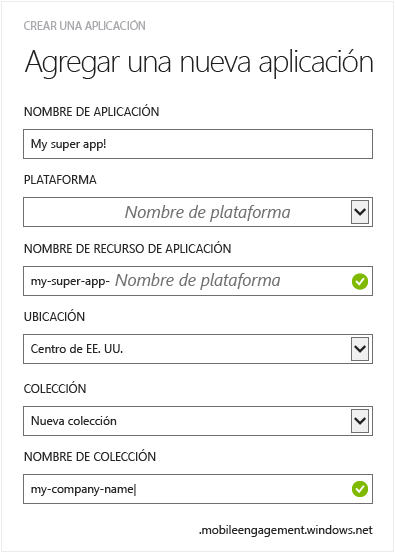 CREAR UNA APLICACIÓN
Agregar una nueva aplicación
NOMBRE DE APLICACIÓN
My super app!
PLATAFORMA
Nombre de plataforma
NOMBRE DE RECURSO DE APLICACIÓN
my-super-app- Nombre de plataforma
UBICACIÓN
Centro de EE. UU.
COLECCIÓN
Nueva colección
NOMBRE DE COLECCIÓN
my-company-name
.mobileengagement.windows.net